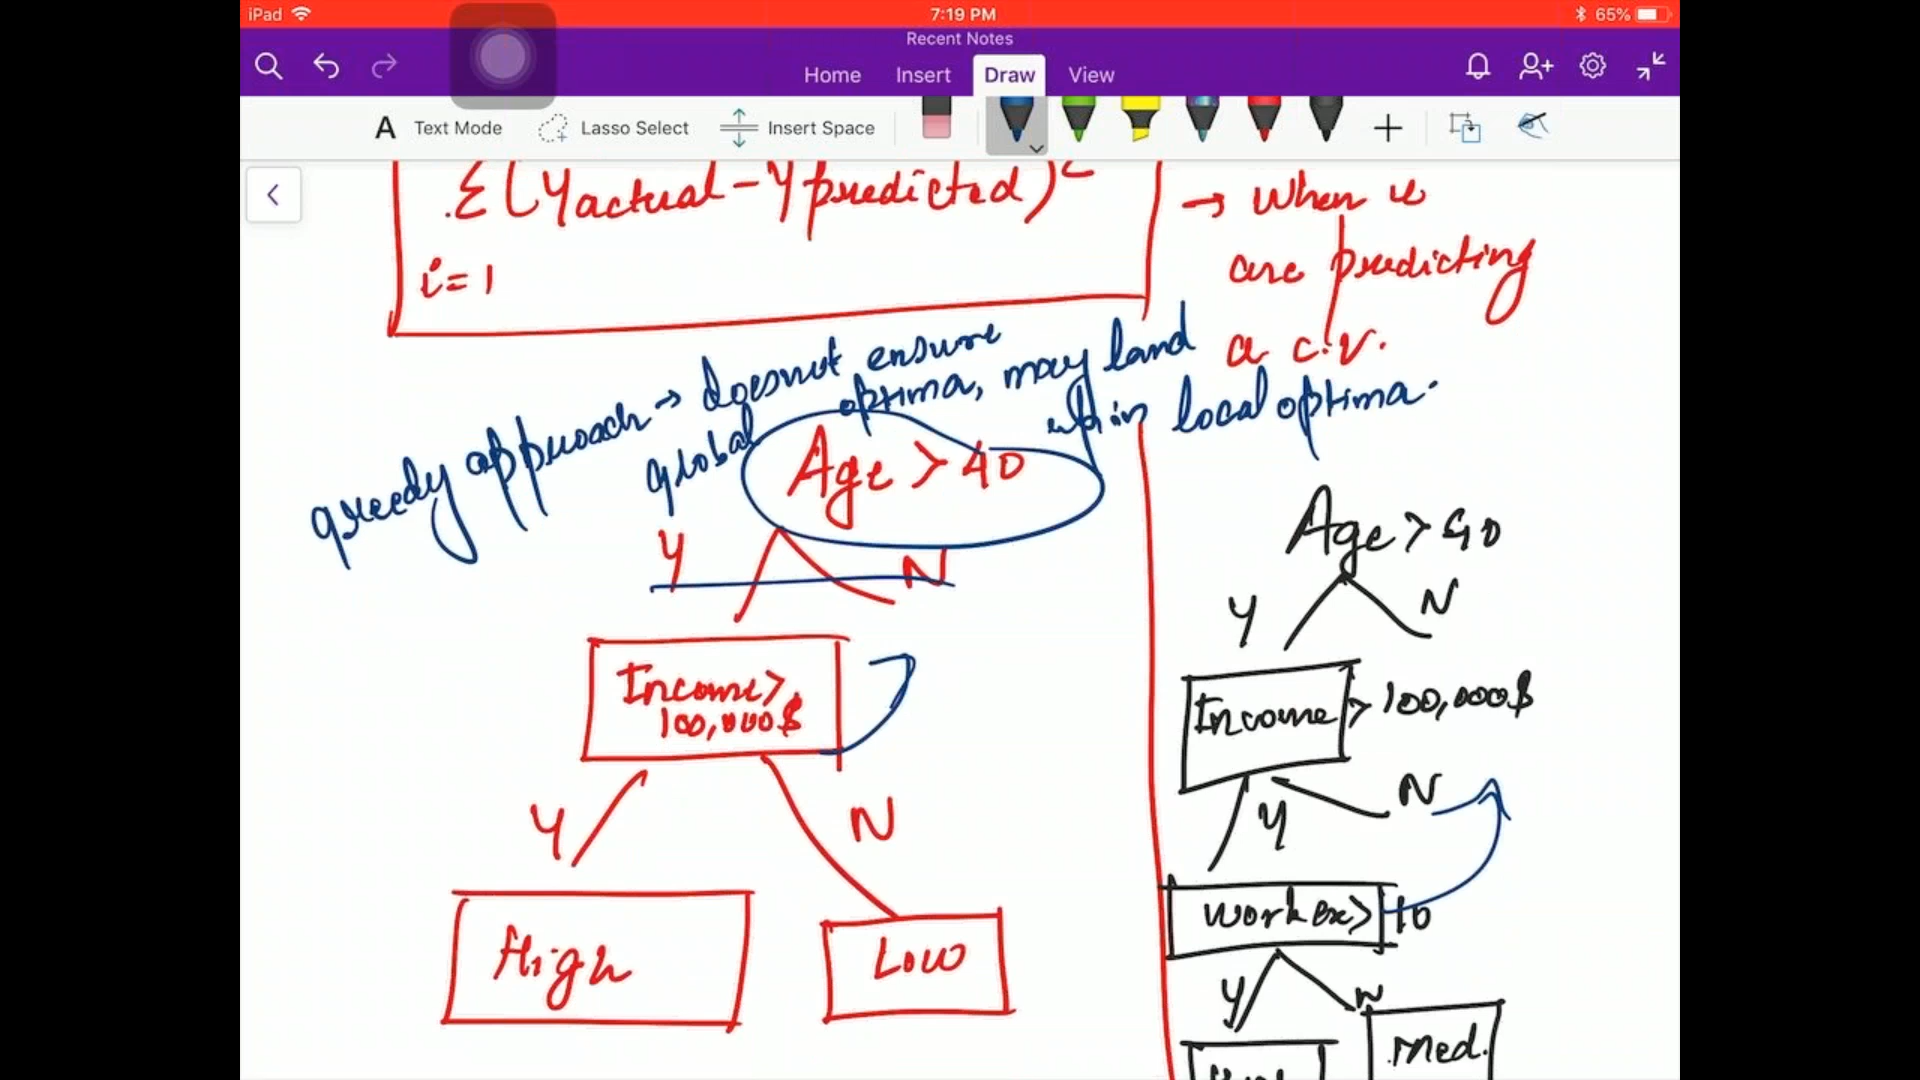 iPad
7:19 PM
65%
Recent Notes
Home Insert Draw View
A Text Mode Lasso Select Insert Space
Σ(Yactual - Ypredicted)²
i=1
→ When u
are predicting
a c.v.
greedy approach → doesnot ensure
global optima, may land
in local optima.
Age > 40
Y N
Income >
100,000$
Y N
High Low
Age > 40
Y N
Income > 100,000$
Y N
Workex > 10
Y N
Med.